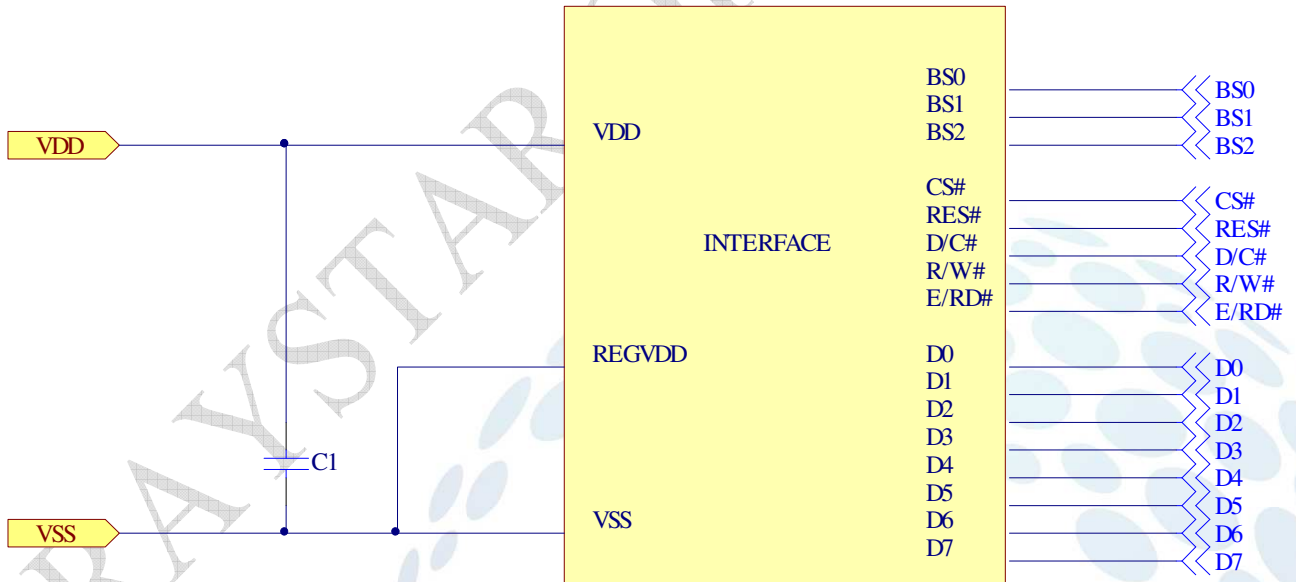 BS0
BS1
BS2
CS#
RES#
D/C#
R/W#
E/RD#
D0
D1
D2
D3
D4
D5
D6
D7
VDD
VDD
INTERFACE
REGVDD
C1
VSS
VSS
BS0
BS1
BS2
CS#
RES#
D/C#
R/W#
E/RD#
D0
D1
D2
D3
D4
D5
D6
D7
RAYSTAR